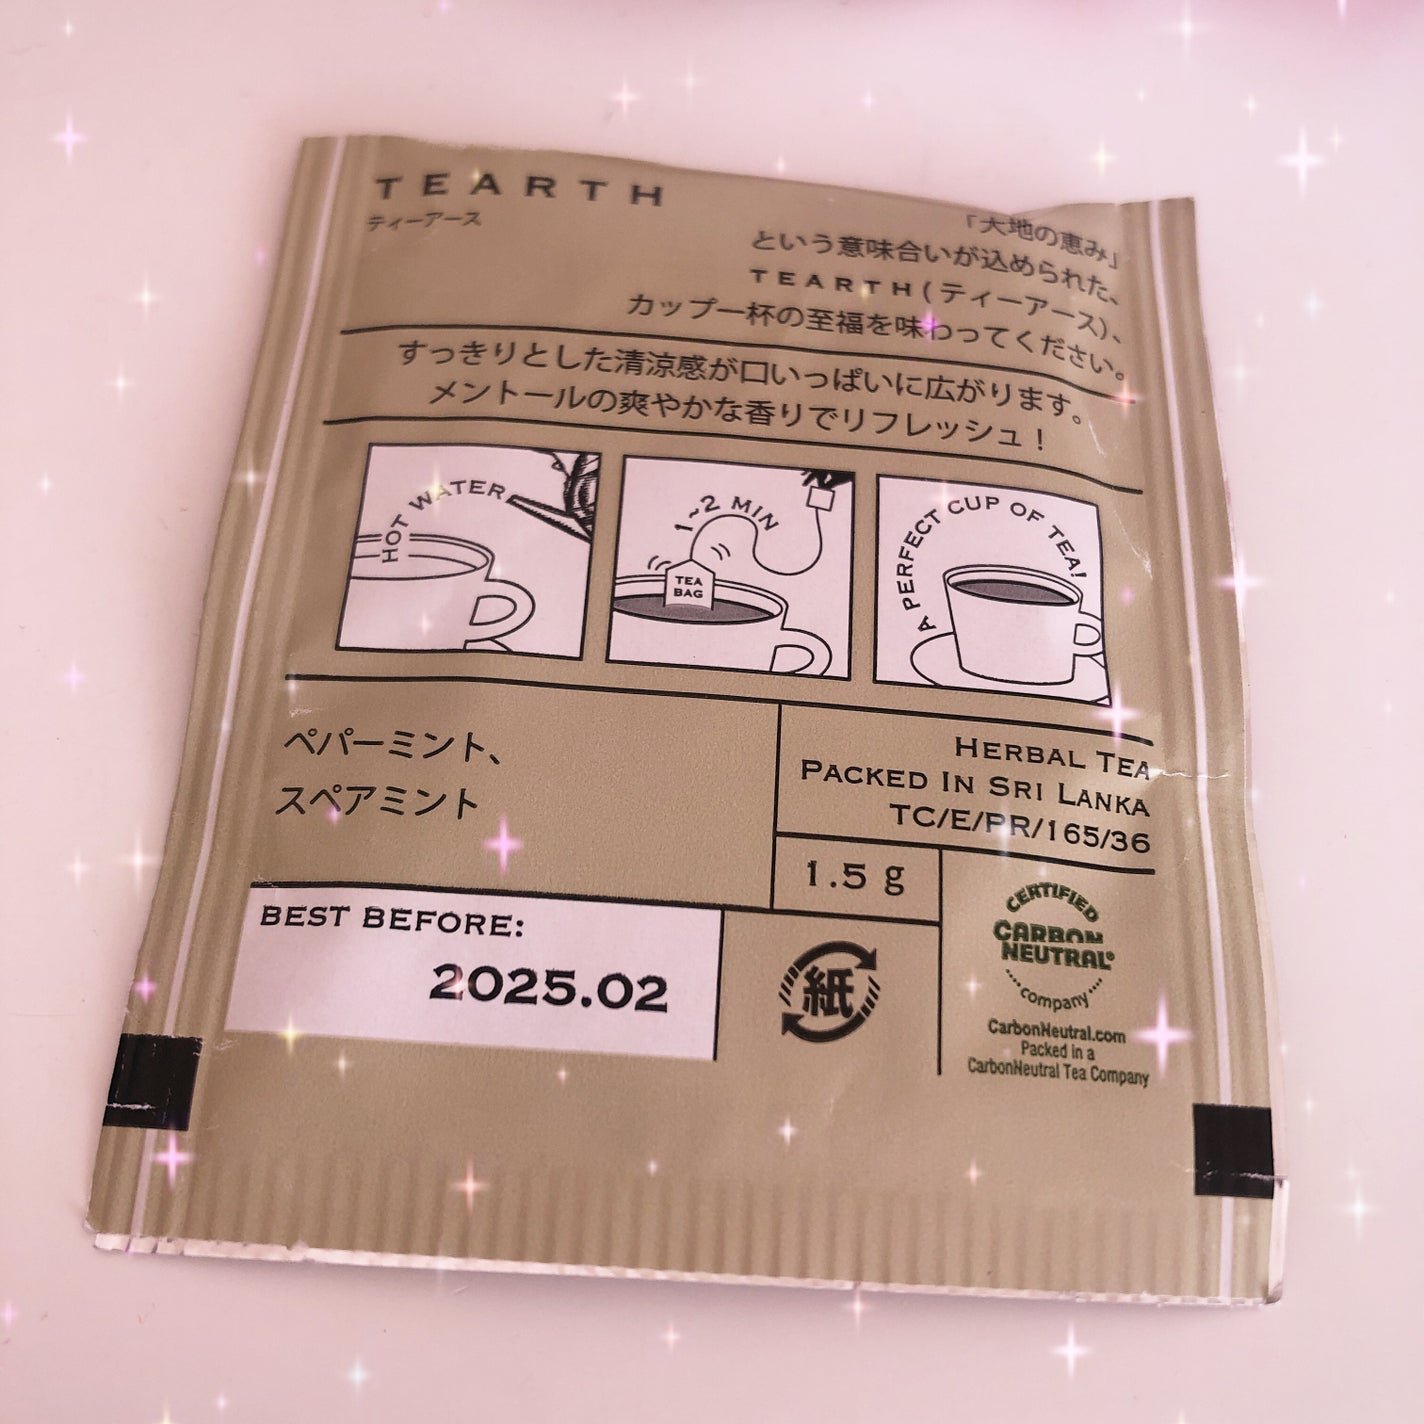 TEARTH
ティーアース
「大地の恵み」
という意味合いが込められた、
TEARTH(ティーアース)、
カップ一杯の至福を味わってください。
すっきりとした清涼感が口いっぱいに広がります。
メントールの爽やかな香りでリフレッシュ！
HOT WATER
1~2 MIN
TEA
BAG
A PERFECT CUP OF TEA!
ペパーミント、
スペアミント
HERBAL TEA
PACKED IN SRI LANKA
TC/E/PR/165/36
1.5 g
BEST BEFORE:
2025.02
紙
CERTIFIED
CARBON
NEUTRAL®
company
CarbonNeutral.com
Packed in a
CarbonNeutral Tea Company